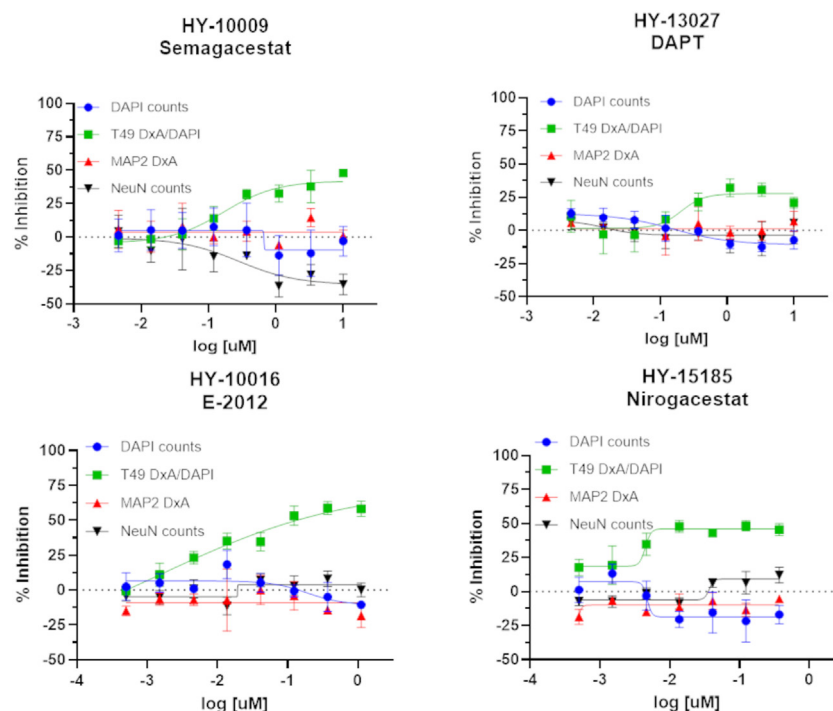 HY-10009
Semagacestat
100
75
50
25
0
-25
-50
% Inhibition
DAPI counts
T49 DxA/DAPI
MAP2 DxA
NeuN counts
-3 -2 -1 0 1
log [uM]
HY-13027
DAPT
100
75
50
25
0
-25
-50
% Inhibition
DAPI counts
T49 DxA/DAPI
MAP2 DxA
NeuN counts
-3 -2 -1 0 1
log [uM]
HY-10016
E-2012
100
75
50
25
0
-25
-50
% Inhibition
DAPI counts
T49 DxA/DAPI
MAP2 DxA
NeuN counts
-4 -3 -2 -1 0
log [uM]
HY-15185
Nirogacestat
100
75
50
25
0
-25
-50
% Inhibition
DAPI counts
T49 DxA/DAPI
MAP2 DxA
NeuN counts
-4 -3 -2 -1 0
log [uM]